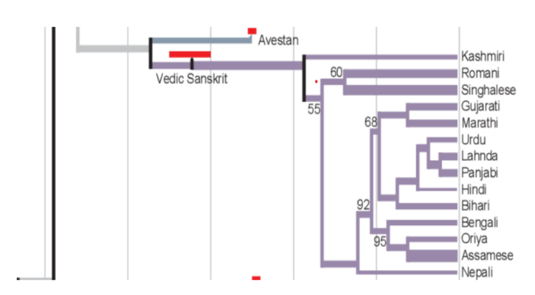 Avestan
Vedic Sanskrit
Kashmiri
60
Romani
Singhalese
55
Gujarati
68
Marathi
Urdu
Lahnda
Panjabi
Hindi
92
Bihari
Bengali
95
Oriya
Assamese
Nepali